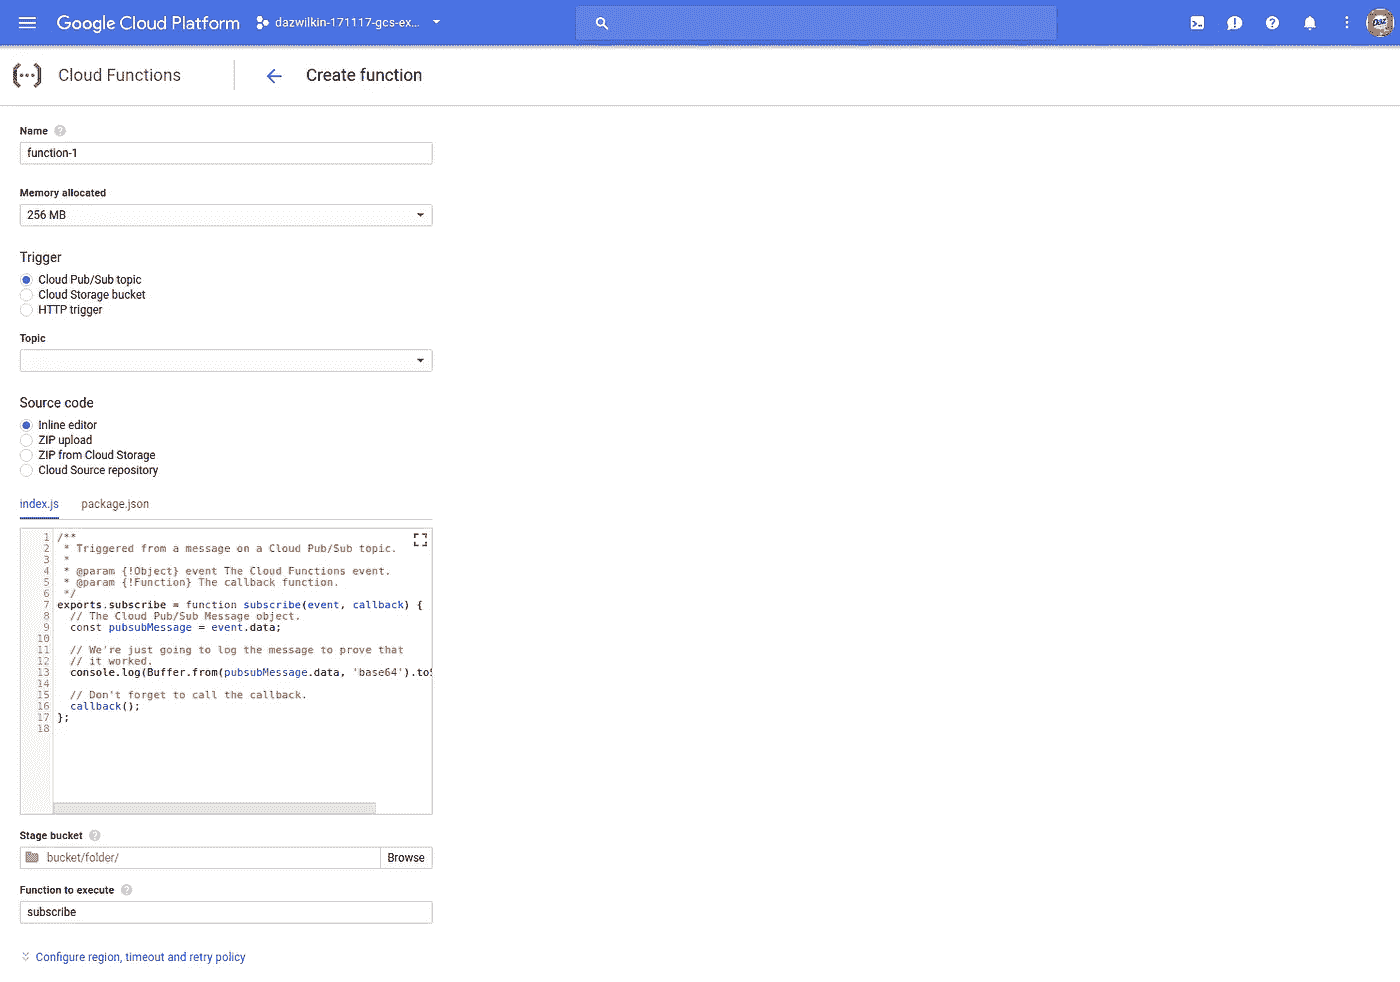 Google Cloud Platform dazwilkin-171117-gcs-ex...
Cloud Functions Create function
Name
function-1
Memory allocated
256 MB
Trigger
Cloud Pub/Sub topic
Cloud Storage bucket
HTTP trigger
Topic
Source code
Inline editor
ZIP upload
ZIP from Cloud Storage
Cloud Source repository
index.js package.json
1 /**
2 * Triggered from a message on a Cloud Pub/Sub topic.
3 *
4 * @param {!Object} event The Cloud Functions event.
5 * @param {!Function} The callback function.
6 */
7 exports.subscribe = function subscribe(event, callback) {
8 // The Cloud Pub/Sub Message object.
9 const pubsubMessage = event.data;
10
11 // We're just going to log the message to prove that
12 // it worked.
13 console.log(Buffer.from(pubsubMessage.data, 'base64').toS
14
15 // Don't forget to call the callback.
16 callback();
17 };
18
Stage bucket
bucket/folder/ Browse
Function to execute
subscribe
Configure region, timeout and retry policy